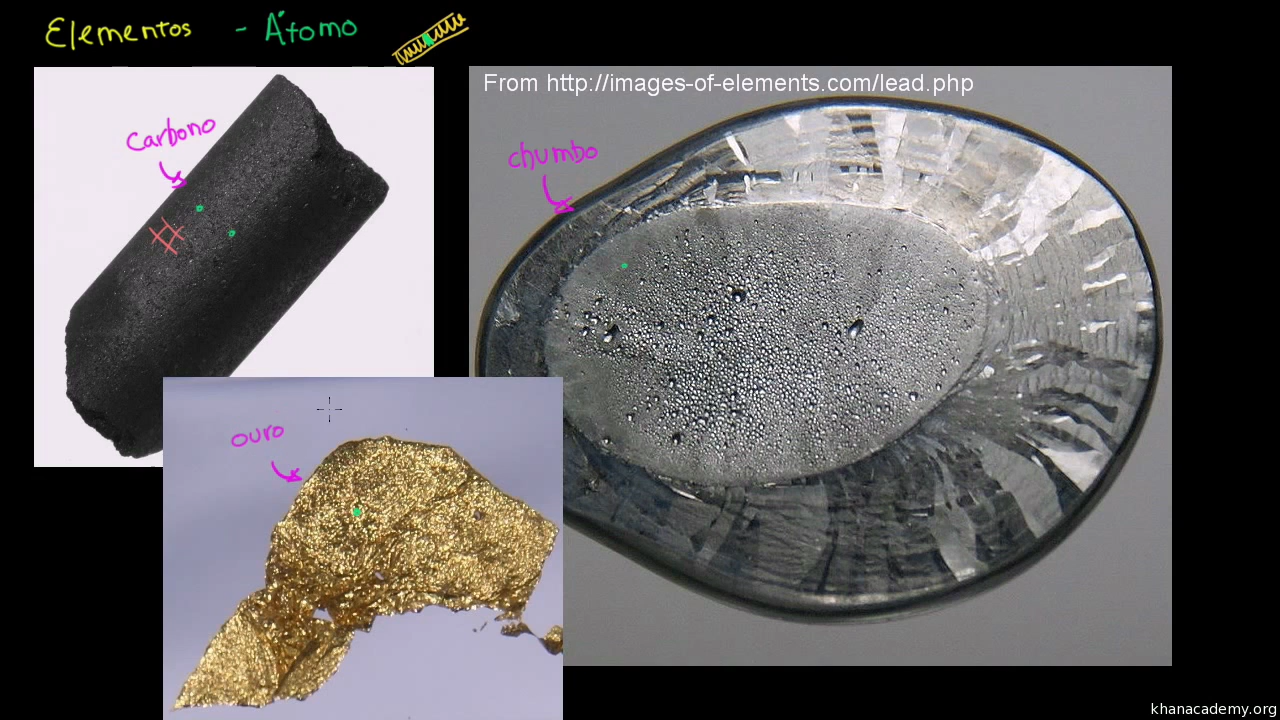 Elementos - Átomo
From http://images-of-elements.com/lead.php
Carbono
chumbo
ouro
khanacademy.org